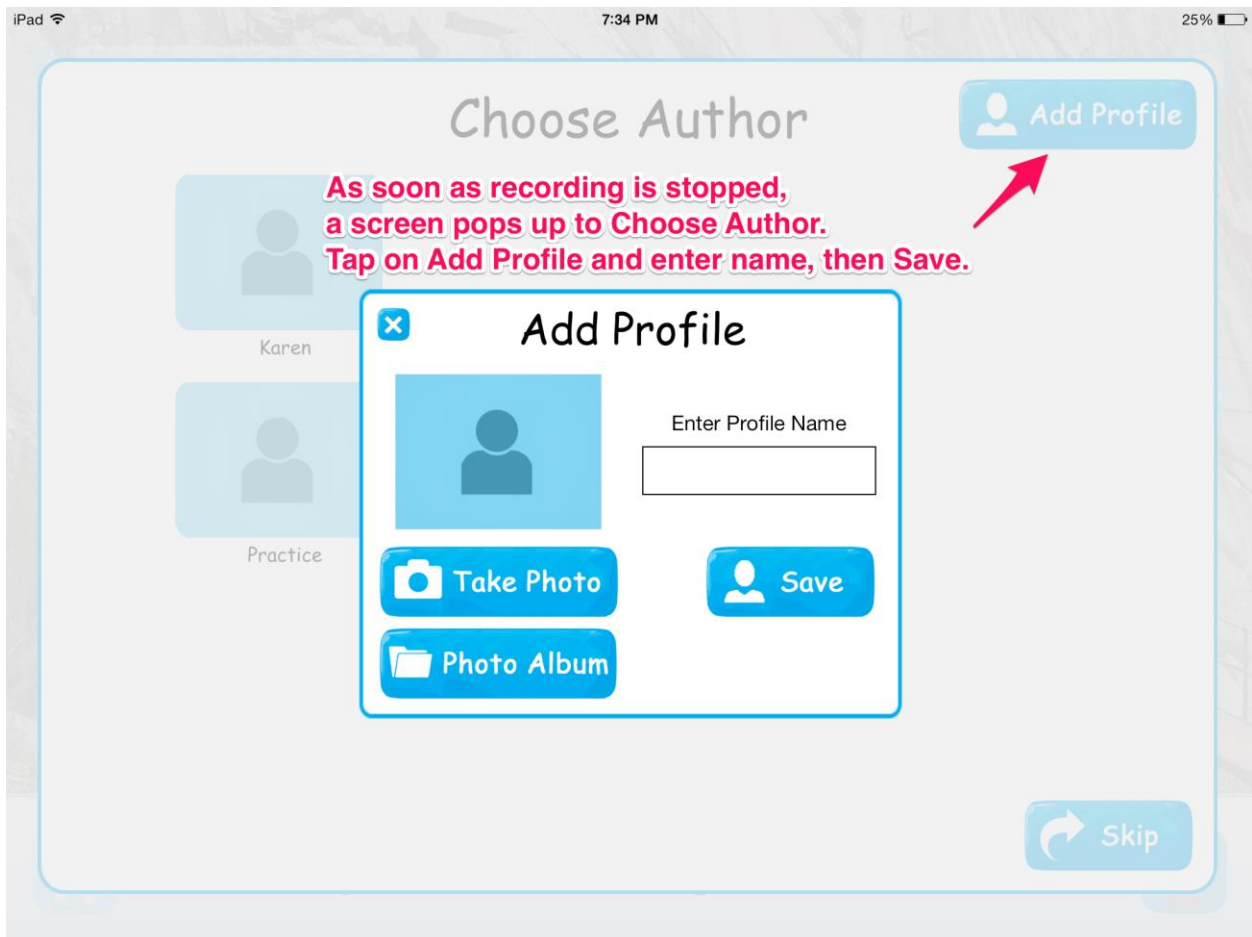 iPad 7:34 PM 25%
Choose Author
Add Profile
As soon as recording is stopped,
a screen pops up to Choose Author.
Tap on Add Profile and enter name, then Save.
Karen
Practice
Add Profile
Enter Profile Name
Take Photo
Save
Photo Album
Skip